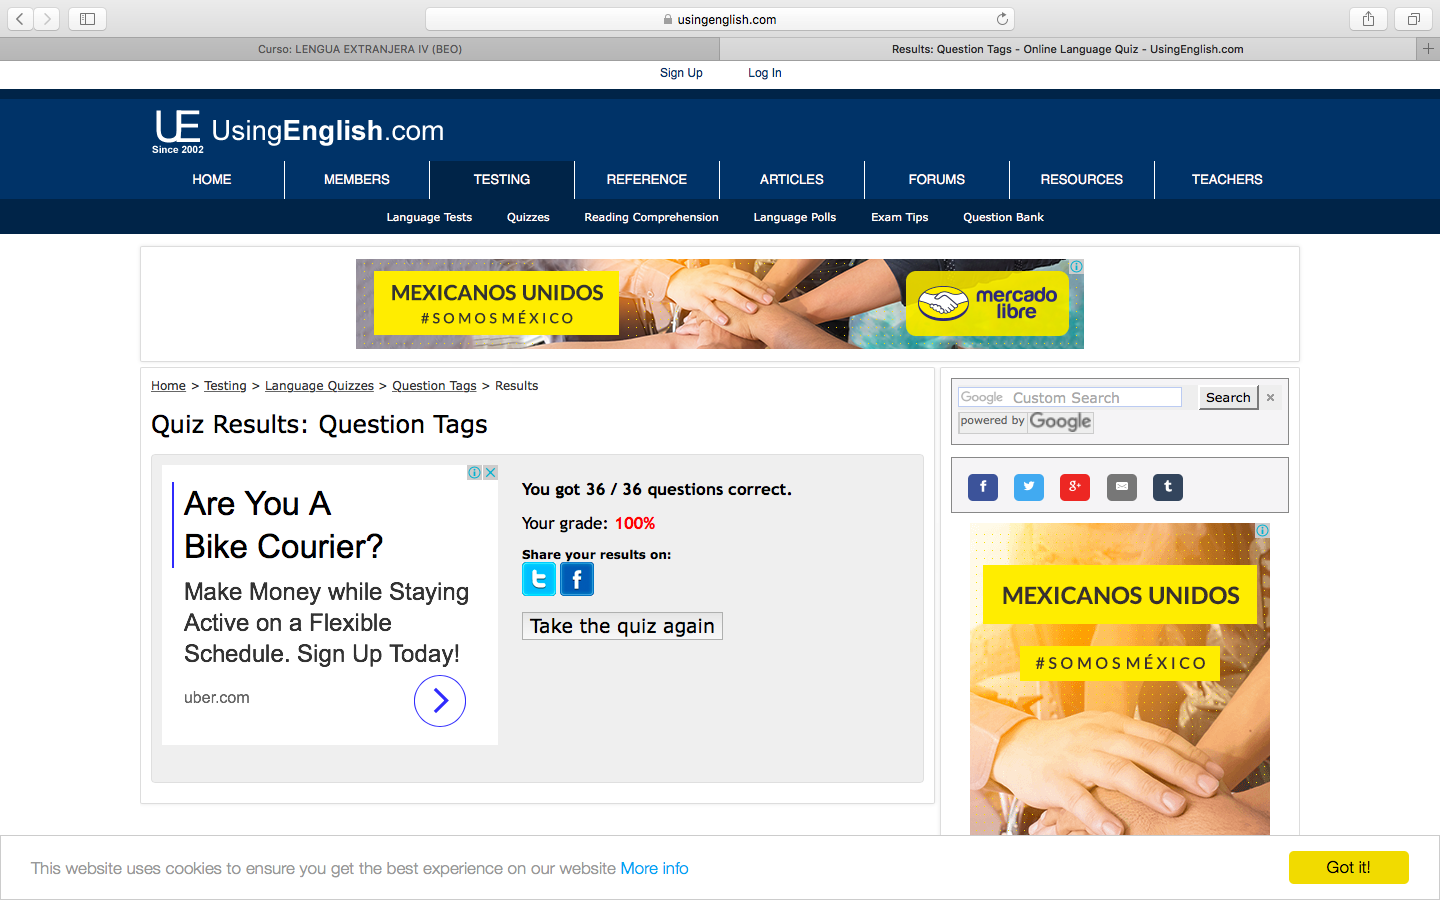 usingenglish.com
Curso: LENGUA EXTRANJERA IV (BEO)
Results: Question Tags - Online Language Quiz - UsingEnglish.com
Sign Up Log In
UE UsingEnglish.com
Since 2002
HOME MEMBERS TESTING REFERENCE ARTICLES FORUMS RESOURCES TEACHERS
Language Tests Quizzes Reading Comprehension Language Polls Exam Tips Question Bank
MEXICANOS UNIDOS
#SOMOSMÉXICO
mercado
libre
Home > Testing > Language Quizzes > Question Tags > Results
Quiz Results: Question Tags
Are You A
Bike Courier?
Make Money while Staying
Active on a Flexible
Schedule. Sign Up Today!
uber.com
You got 36 / 36 questions correct.
Your grade: 100%
Share your results on:
t f
Take the quiz again
Google Custom Search Search ×
powered by Google
f g+ t
MEXICANOS UNIDOS
#SOMOSMÉXICO
This website uses cookies to ensure you get the best experience on our website More info
Got it!